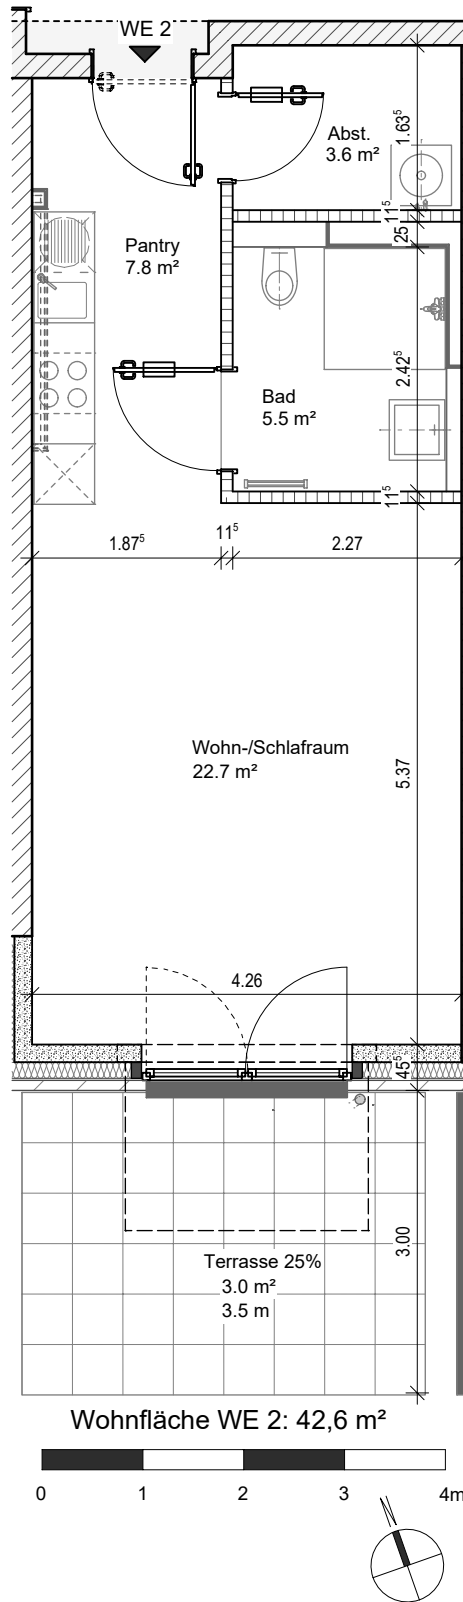 WE 2
Abst.
3.6 m²
1.63⁵
11⁵
25
Pantry
7.8 m²
2.42⁵
Bad
5.5 m²
11⁵
1.87⁵
11⁵
2.27
Wohn-/Schlafraum
22.7 m²
5.37
4.26
45⁵
3.00
Terrasse 25%
3.0 m²
3.5 m
Wohnfläche WE 2: 42,6 m²
0 1 2 3 4m
N